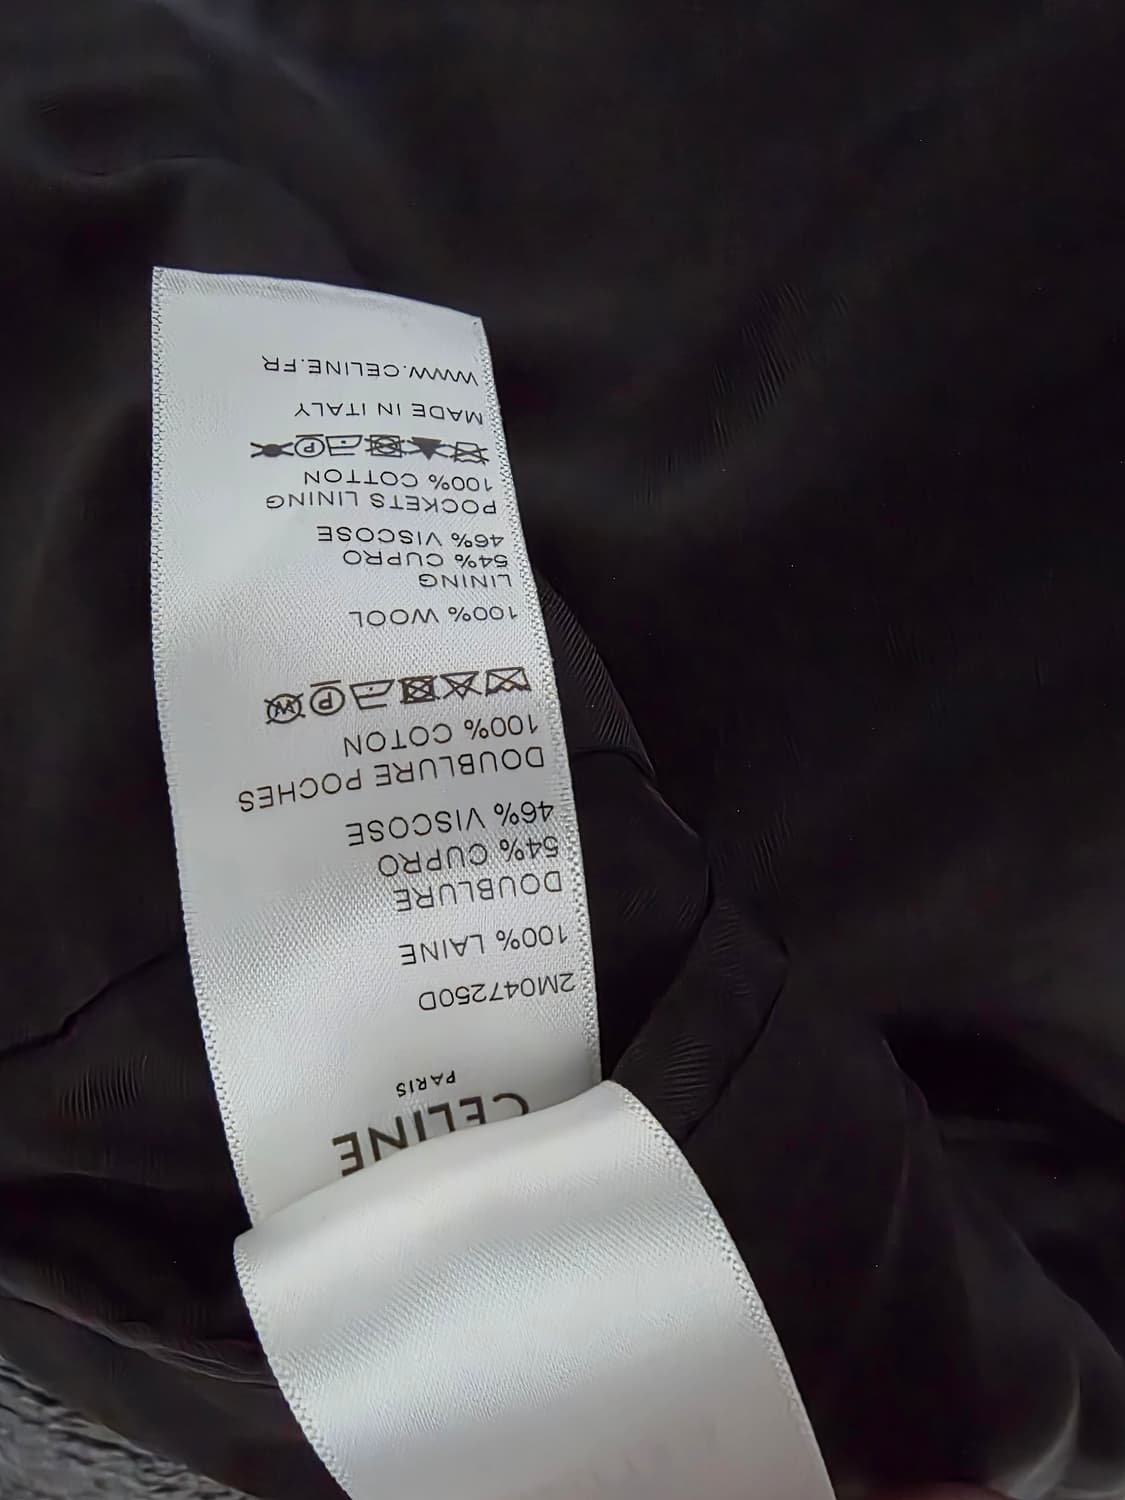 CELINE
PARIS
2M047250D
100% LAINE
DOUBLURE
54% CUPRO
46% VISCOSE
DOUBLURE POCHES
100% COTON
P W
100% WOOL
LINING
54% CUPRO
46% VISCOSE
POCKETS LINING
100% COTTON
P
MADE IN ITALY
WWW.CELINE.FR